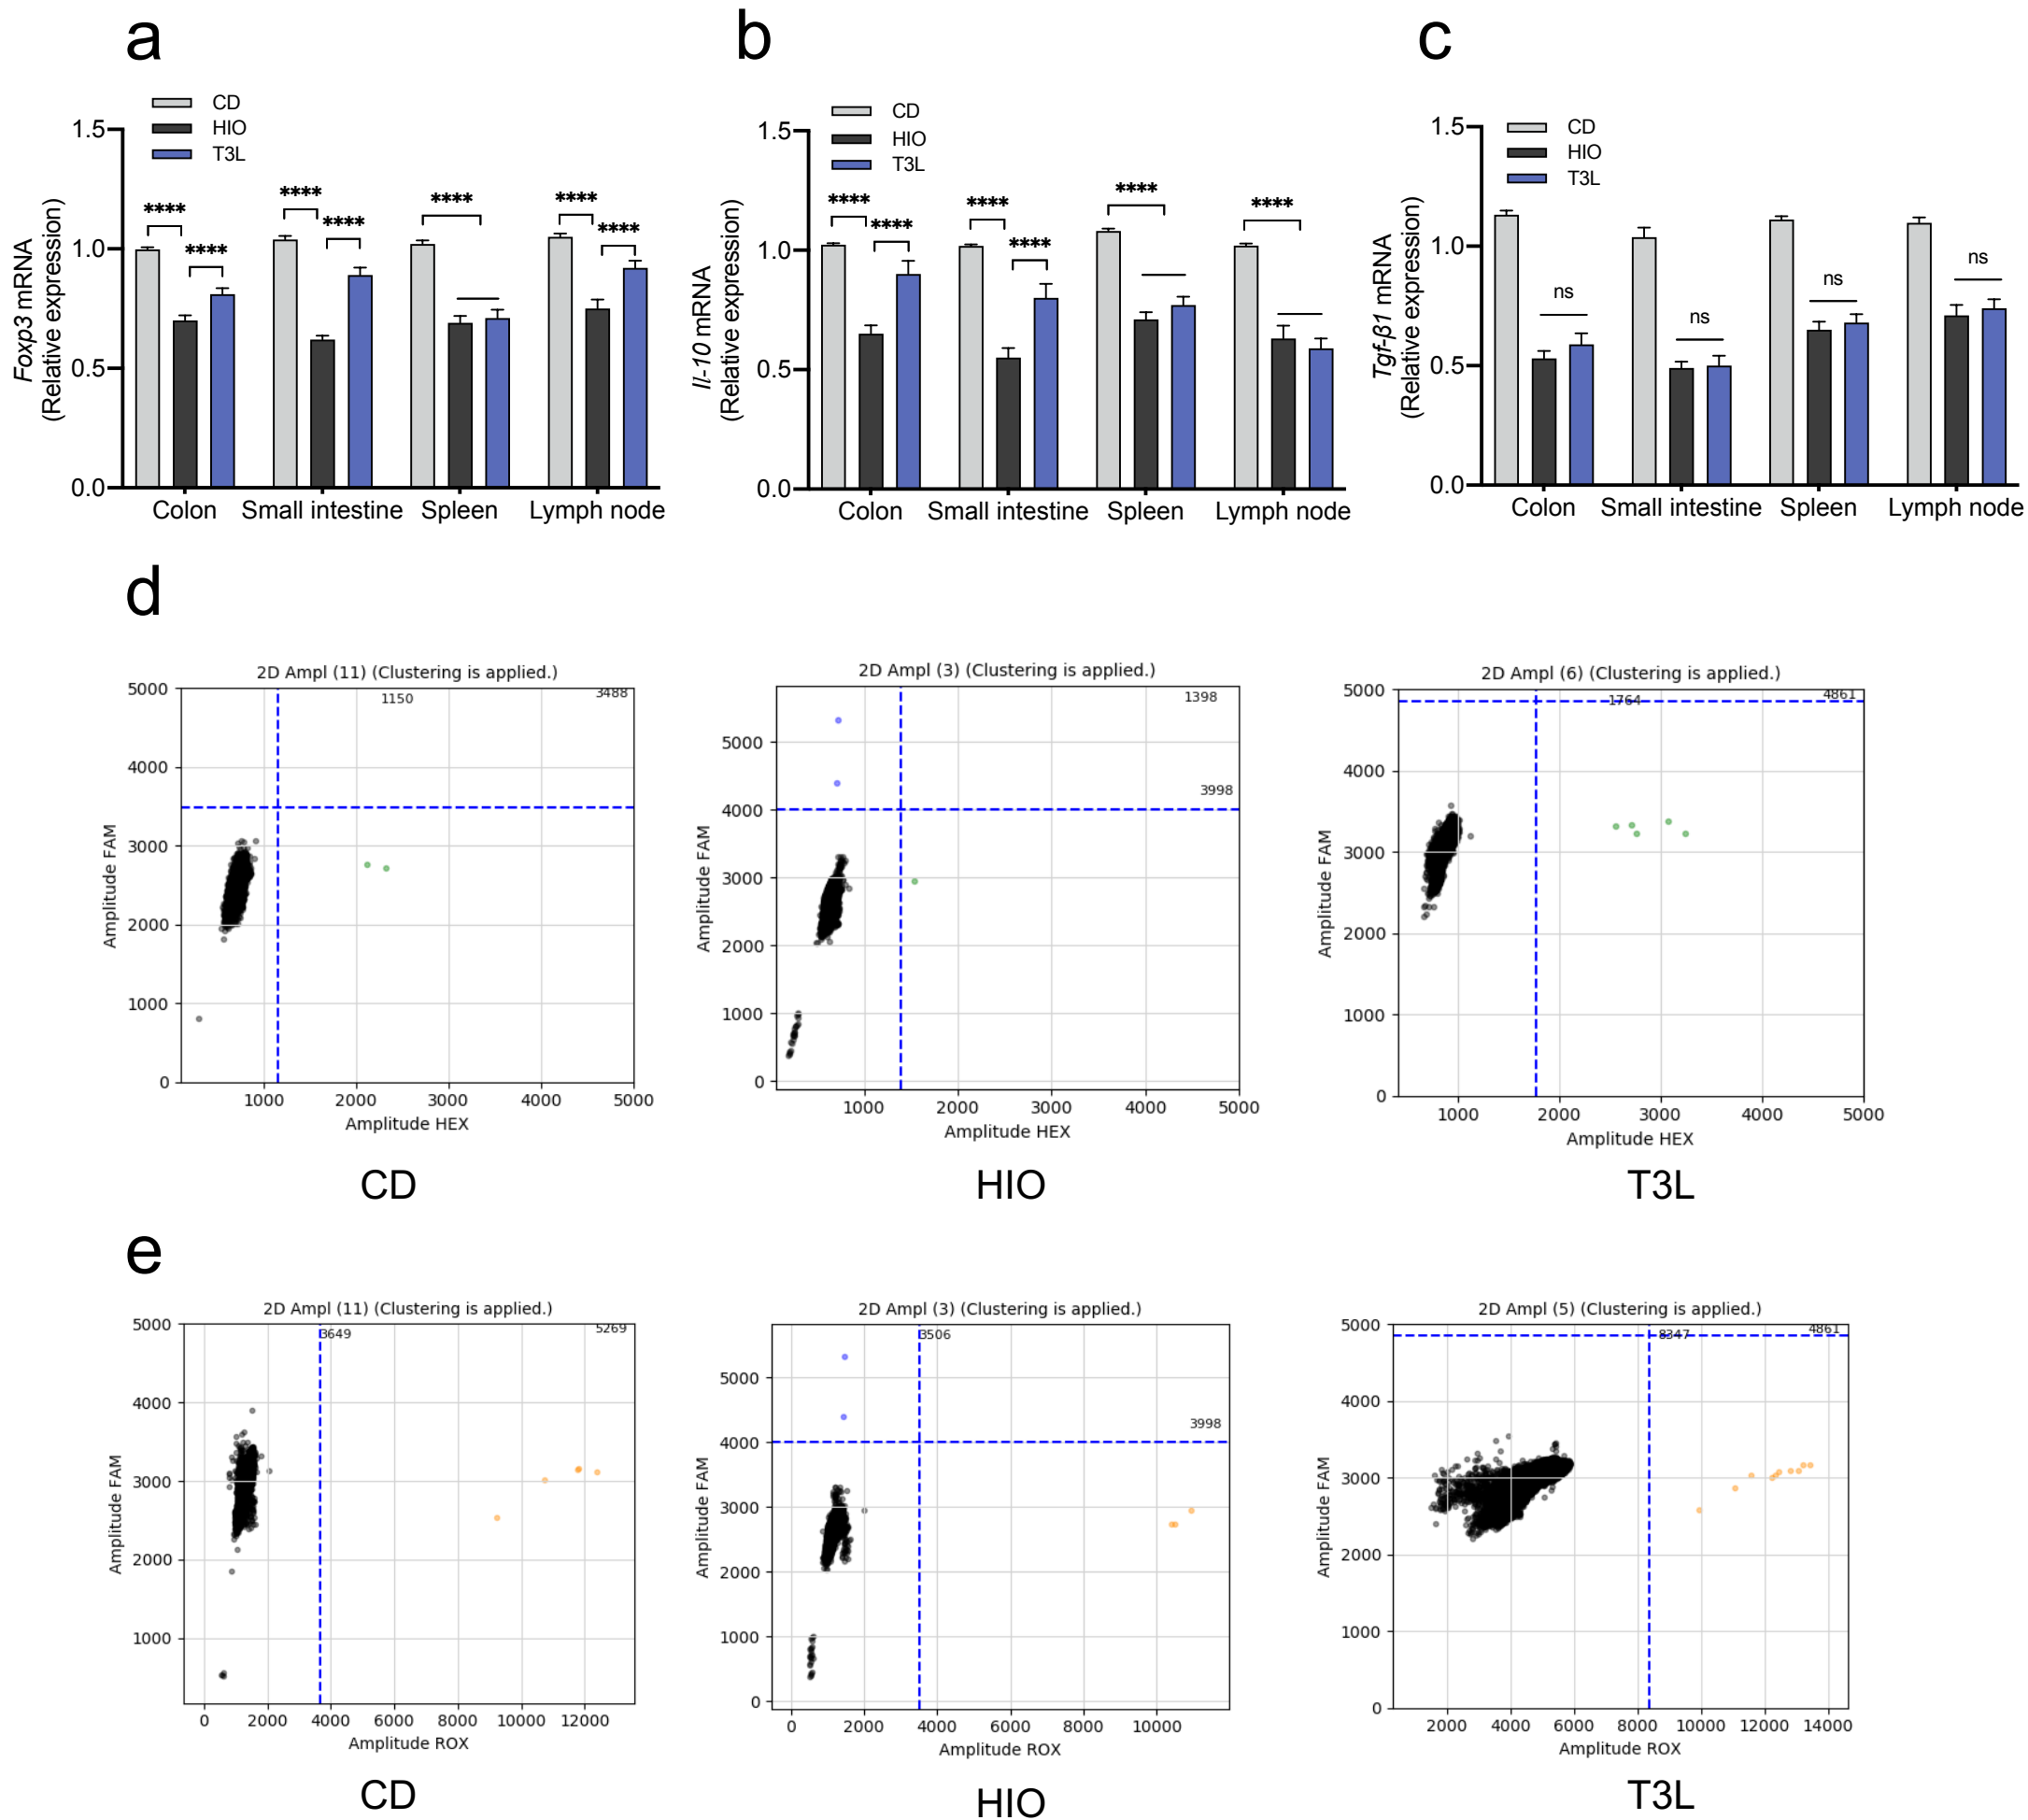 a
CD
HIO
T3L
Foxp3 mRNA
(Relative expression)
1.5
1.0
0.5
0.0
****
****
****
****
****
****
****
Colon
Small intestine
Spleen
Lymph node
b
CD
HIO
T3L
Il-10 mRNA
(Relative expression)
1.5
1.0
0.5
0.0
****
****
****
****
****
****
Colon
Small intestine
Spleen
Lymph node
c
CD
HIO
T3L
Tgf-β1 mRNA
(Relative expression)
1.5
1.0
0.5
0.0
ns
ns
ns
ns
Colon
Small intestine
Spleen
Lymph node
d
2D Ampl (11) (Clustering is applied.)
1150
3488
Amplitude FAM
5000
4000
3000
2000
1000
0
1000 2000 3000 4000 5000
Amplitude HEX
CD
2D Ampl (3) (Clustering is applied.)
1398
3998
Amplitude FAM
5000
4000
3000
2000
1000
0
1000 2000 3000 4000 5000
Amplitude HEX
HIO
2D Ampl (6) (Clustering is applied.)
1764
4861
Amplitude FAM
5000
4000
3000
2000
1000
0
1000 2000 3000 4000 5000
Amplitude HEX
T3L
e
2D Ampl (11) (Clustering is applied.)
3649
5269
Amplitude FAM
5000
4000
3000
2000
1000
0 2000 4000 6000 8000 10000 12000
Amplitude ROX
CD
2D Ampl (3) (Clustering is applied.)
3506
3998
Amplitude FAM
5000
4000
3000
2000
1000
0
0 2000 4000 6000 8000 10000
Amplitude ROX
HIO
2D Ampl (5) (Clustering is applied.)
8347
4861
Amplitude FAM
5000
4000
3000
2000
1000
0
2000 4000 6000 8000 10000 12000 14000
Amplitude ROX
T3L